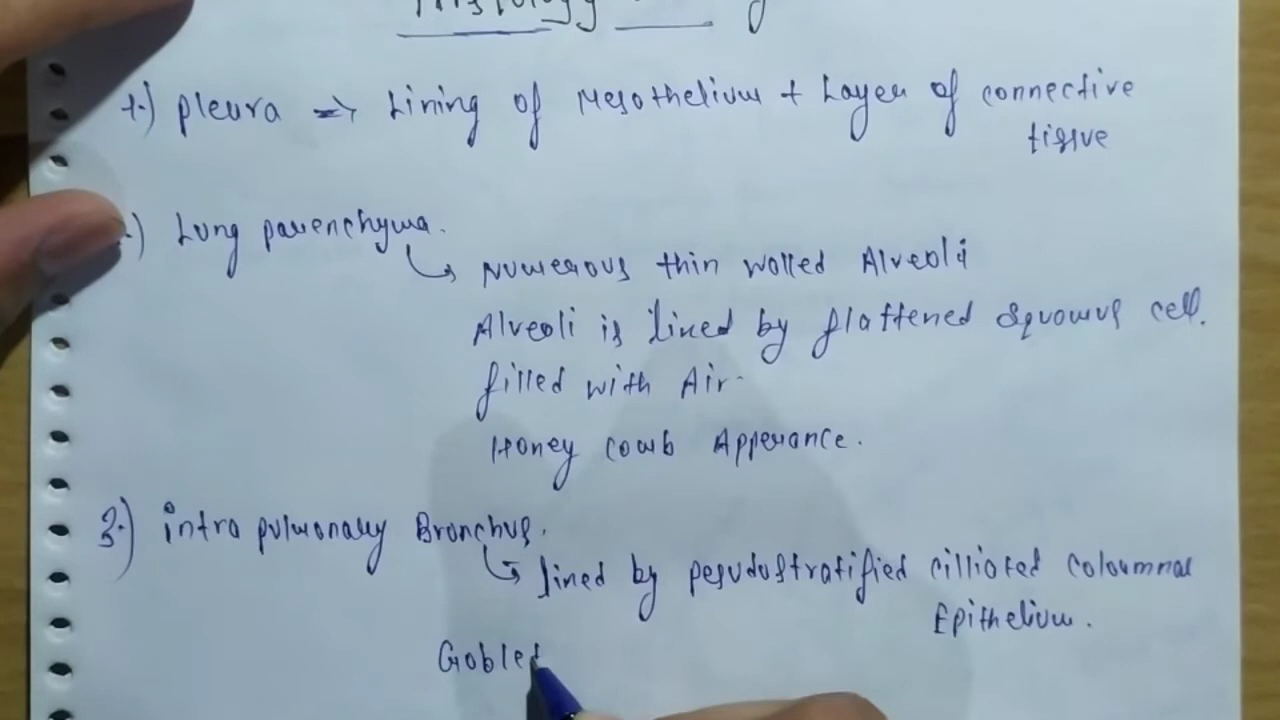 Histology
1.) Pleura => Lining of Mesothelium + Layer of connective
tissue
.) Lung parenchyma.
Numerous thin walled Alveoli
Alveoli is lined by flattened squamus cell.
filled with Air.
Honey comb Apperance.
3.) intra pulmonary Bronchus.
lined by pesudostratified cilliated coloumnar
Epithelium.
Goblet